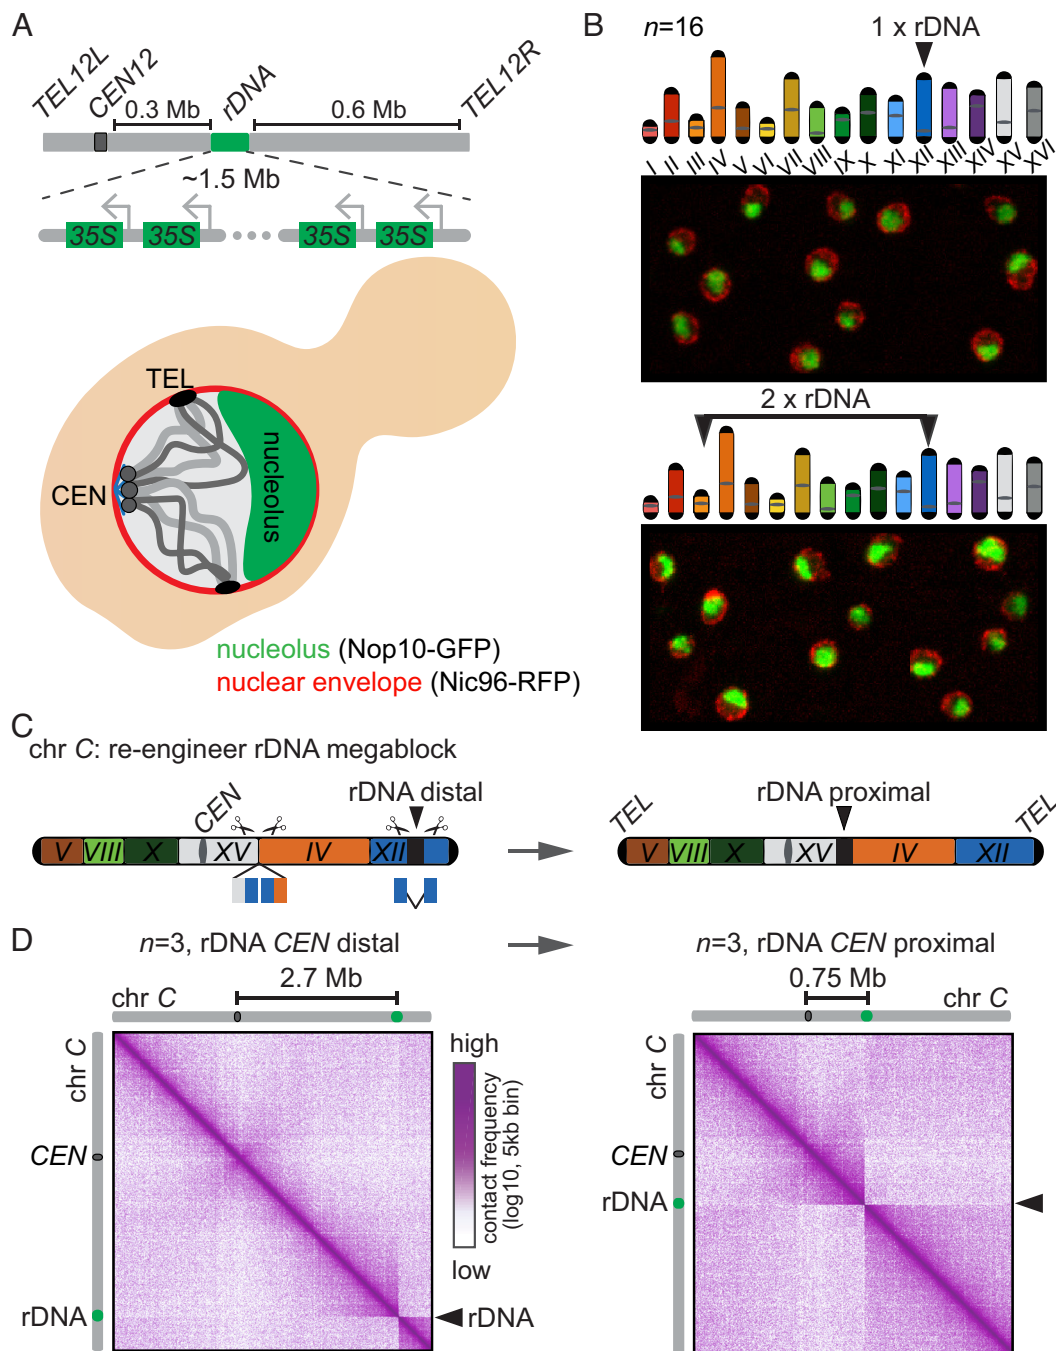 A
TEL12L
CEN12
rDNA
TEL12R
0.3 Mb
0.6 Mb
~1.5 Mb
35S
35S
35S
35S
TEL
CEN
nucleolus
nucleolus (Nop10-GFP)
nuclear envelope (Nic96-RFP)
B
n=16
1 x rDNA
I
II
III
IV
V
VI
VII
VIII
IX
X
XI
XII
XIII
XIV
XV
XVI
2 x rDNA
C
chr C: re-engineer rDNA megablock
CEN
rDNA distal
V
VIII
X
XV
IV
XII
TEL
rDNA proximal
TEL
V
VIII
X
XV
IV
XII
D
n=3, rDNA CEN distal
2.7 Mb
chr C
chr C
CEN
rDNA
high
contact frequency
(log10, 5kb bin)
low
rDNA
n=3, rDNA CEN proximal
0.75 Mb
chr C
chr C
CEN
rDNA